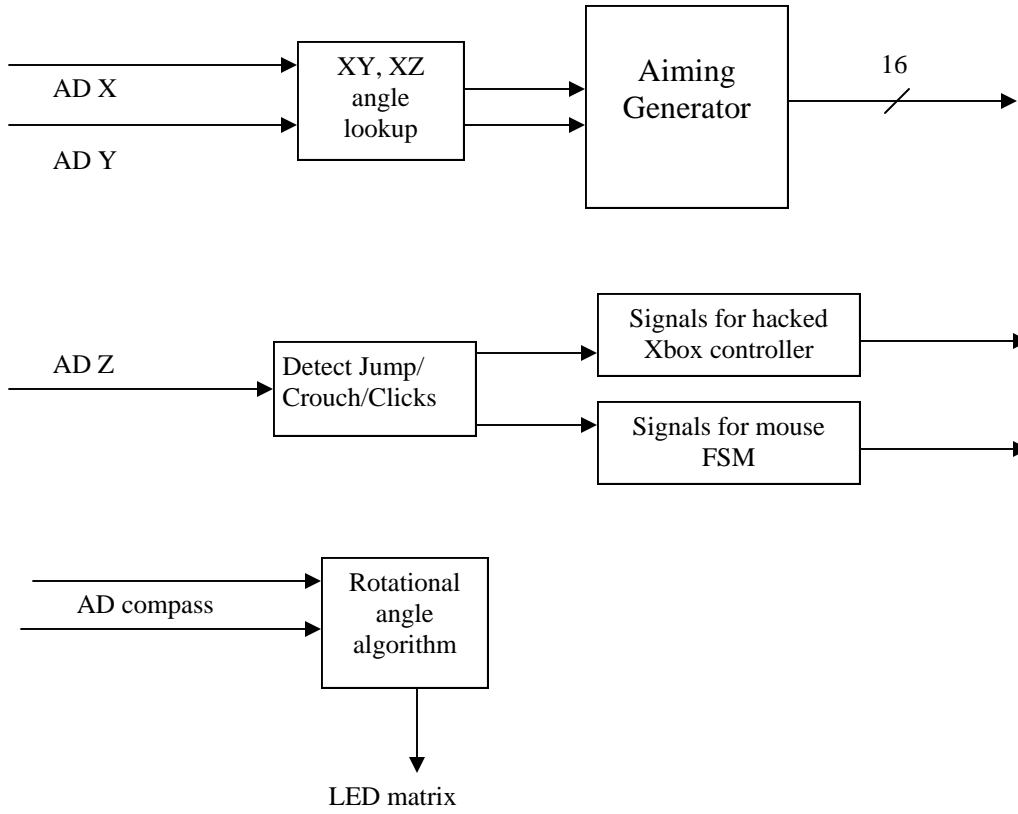 AD X
AD Y
XY, XZ
angle
lookup
Aiming
Generator
16
AD Z
Detect Jump/
Crouch/Clicks
Signals for hacked
Xbox controller
Signals for mouse
FSM
AD compass
Rotational
angle
algorithm
LED matrix